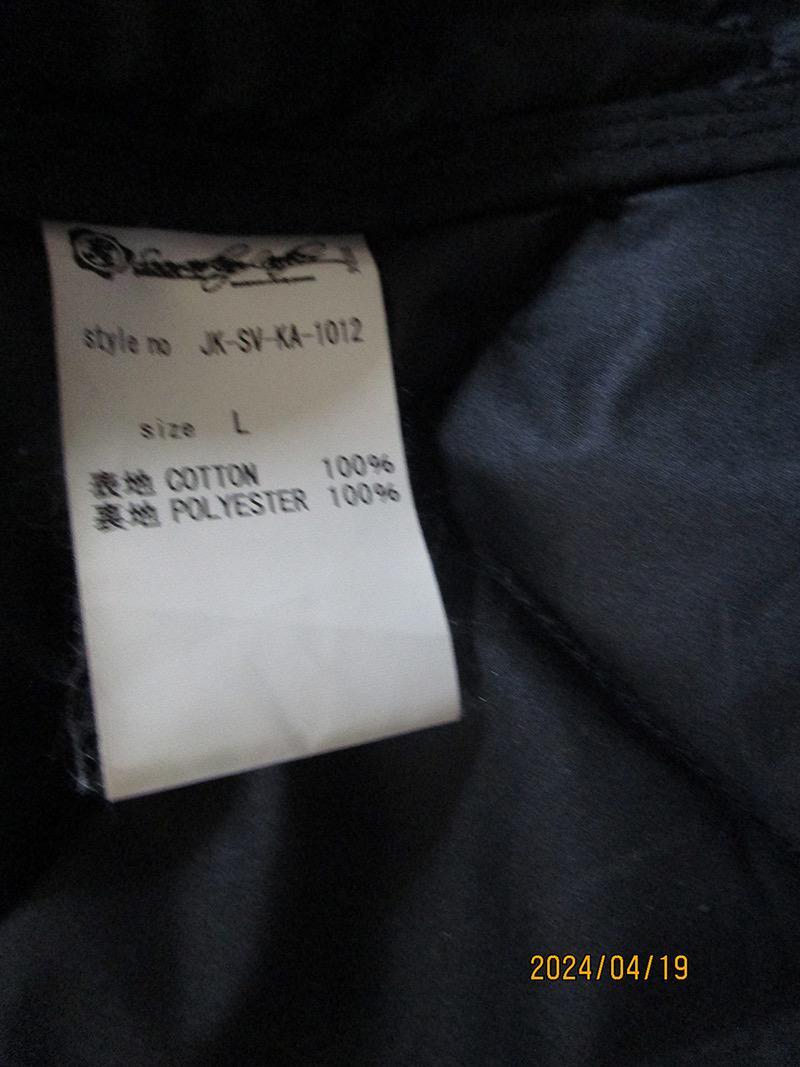 style no JK-SV-KA-1012
size L
表地 COTTON 100%
裏地 POLYESTER 100%
2024/04/19